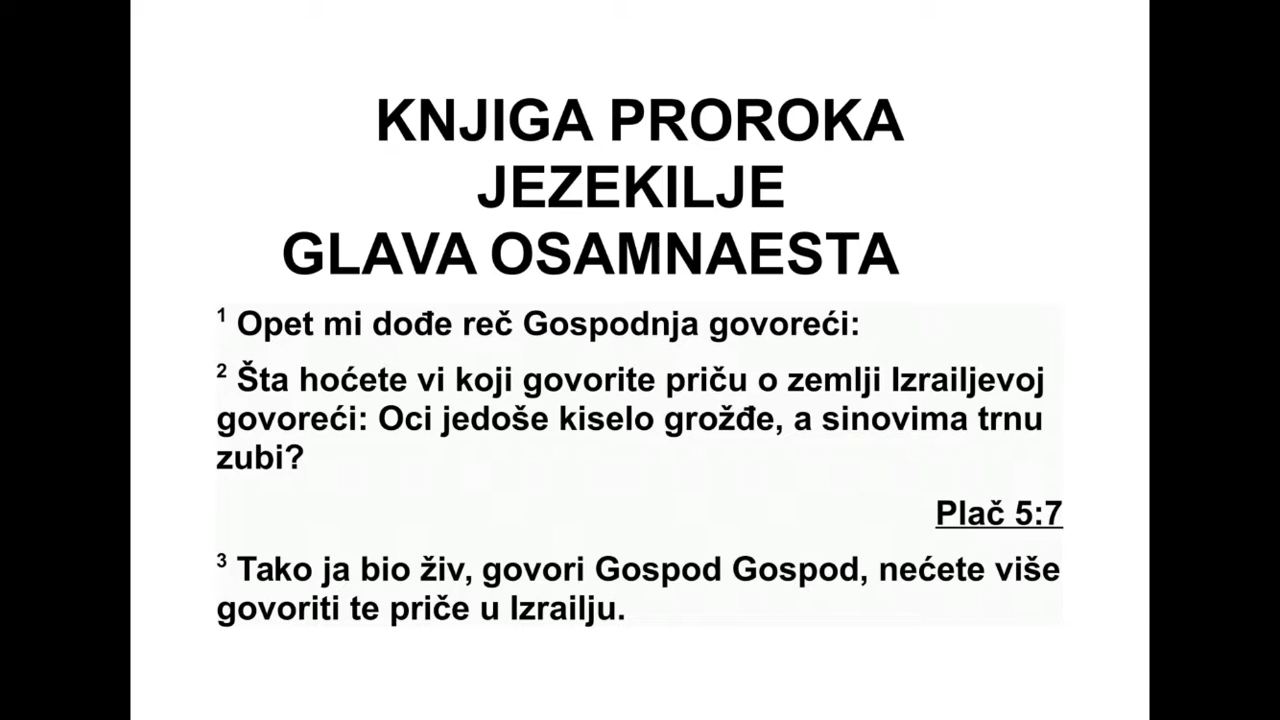 KNJIGA PROROKA
JEZEKILJE
GLAVA OSAMNAESTA
1 Opet mi dođe reč Gospodnja govoreći:
2 Šta hoćete vi koji govorite priču o zemlji Izrailjevoj
govoreći: Oci jedoše kiselo grožđe, a sinovima trnu
zubi?
Plač 5:7
3 Tako ja bio živ, govori Gospod Gospod, nećete više
govoriti te priče u Izrailju.